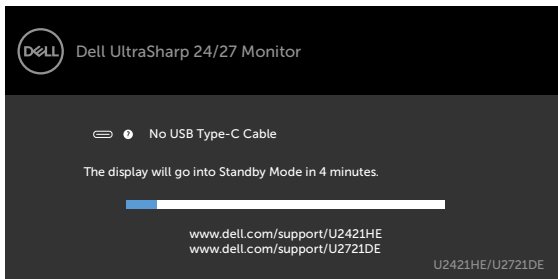 DELL
Dell UltraSharp 24/27 Monitor
? No USB Type-C Cable
The display will go into Standby Mode in 4 minutes.
www.dell.com/support/U2421HE
www.dell.com/support/U2721DE
U2421HE/U2721DE